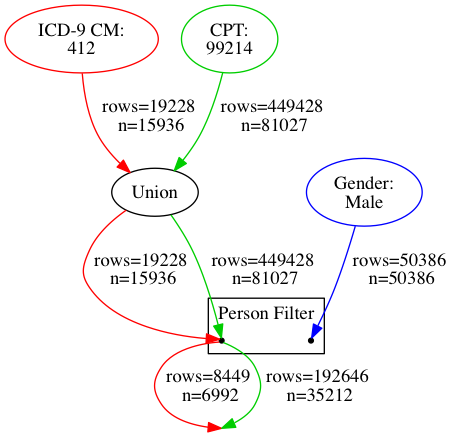 ICD-9 CM:
412
CPT:
99214
rows=19228
n=15936
rows=449428
n=81027
Union
Gender:
Male
rows=19228
n=15936
rows=449428
n=81027
rows=50386
n=50386
Person Filter
rows=8449
n=6992
rows=192646
n=35212